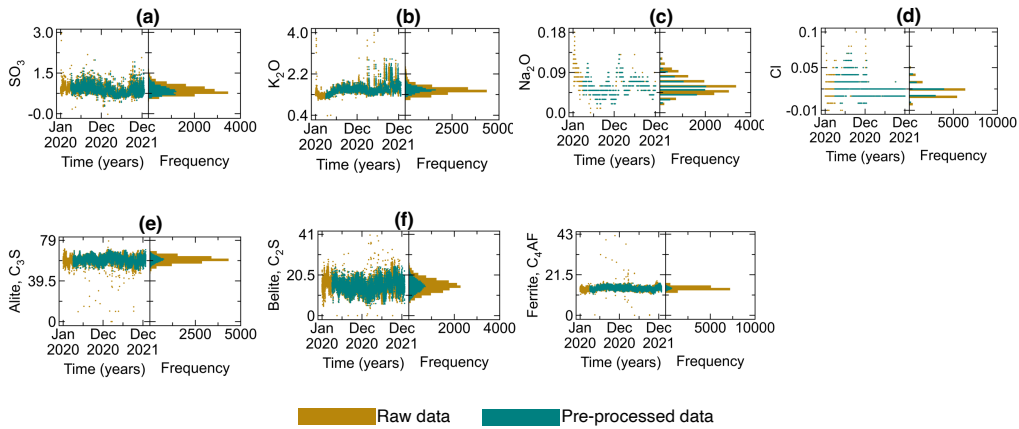 (a)
SO3
3.0
1.5
-0.0
Jan 2020
Dec 2020
Dec 2021
2000
4000
Time (years)
Frequency
(b)
K2O
4.0
2.2
0.4
Jan 2020
Dec 2020
Dec 2021
2500
5000
Time (years)
Frequency
(c)
Na2O
0.18
0.09
0.0
Jan 2020
Dec 2020
Dec 2021
2000
4000
Time (years)
Frequency
(d)
Cl
0.1
0.05
-0.01
Jan 2020
Dec 2020
Dec 2021
5000
10000
Time (years)
Frequency
(e)
Alite, C3S
79
39.5
0
Jan 2020
Dec 2020
Dec 2021
2500
5000
Time (years)
Frequency
(f)
Belite, C2S
41
20.5
0
Jan 2020
Dec 2020
Dec 2021
2000
4000
Time (years)
Frequency
Ferrite, C4AF
43
21.5
0
Jan 2020
Dec 2020
Dec 2021
5000
10000
Time (years)
Frequency
Raw data
Pre-processed data